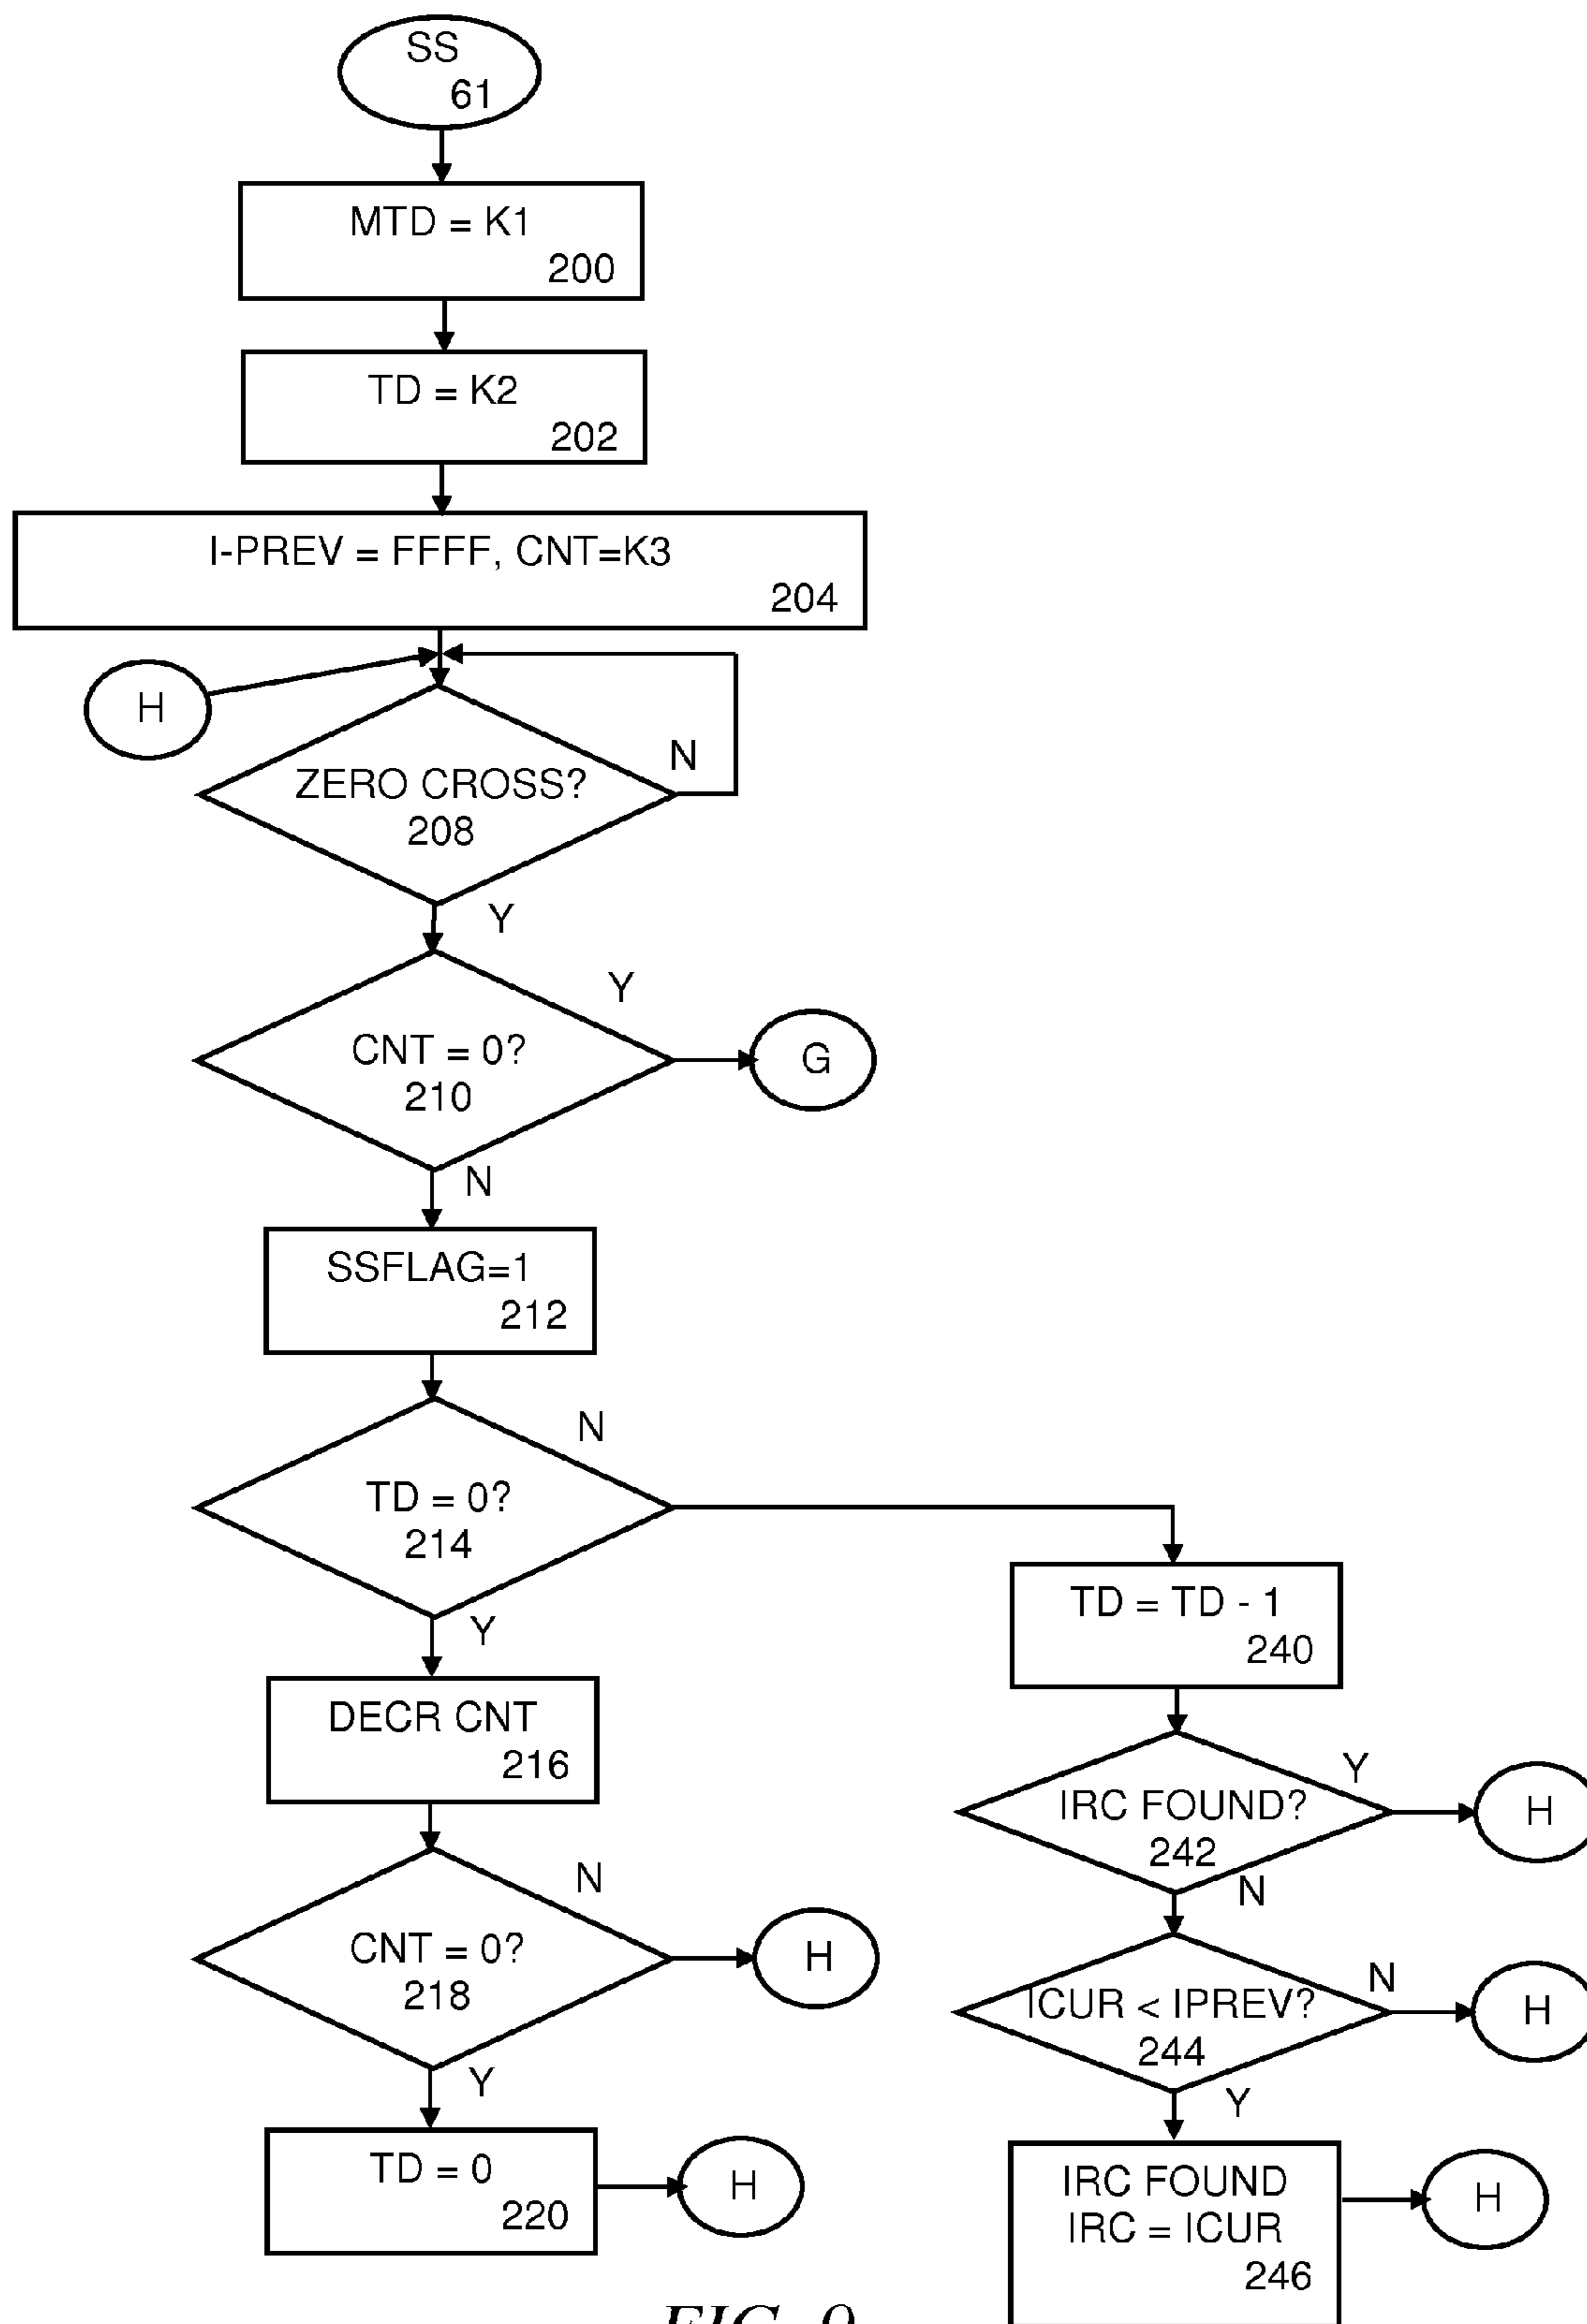 SS
61
MTD = K1
200
TD = K2
202
I-PREV = FFFF, CNT=K3
204
H
ZERO CROSS?
208
N
Y
CNT = 0?
210
Y
G
N
SSFLAG=1
212
TD = 0?
214
N
Y
TD = TD - 1
240
DECR CNT
216
IRC FOUND?
242
Y
H
N
CNT = 0?
218
N
H
Y
ICUR < IPREV?
244
N
H
Y
TD = 0
220
H
IRC FOUND
IRC = ICUR
246
H
FIG. 9